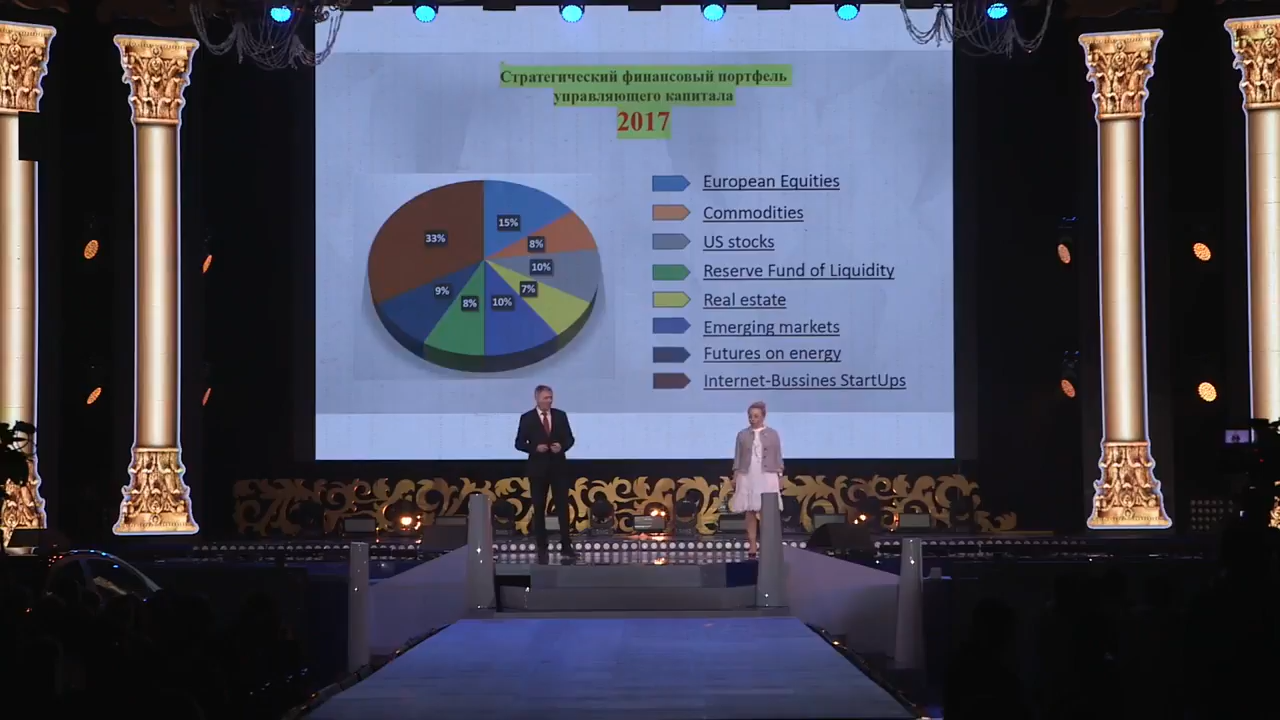 Стратегический финансовый портфель
управляющего капитала
2017
15%
8%
10%
7%
10%
8%
9%
33%
European Equities
Commodities
US stocks
Reserve Fund of Liquidity
Real estate
Emerging markets
Futures on energy
Internet-Bussines StartUps